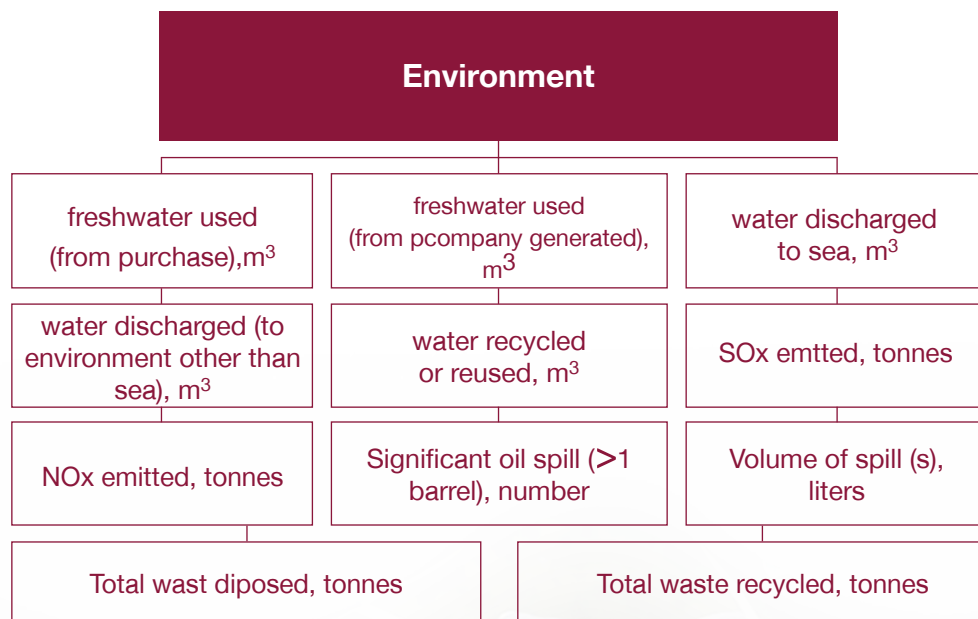 Environment
freshwater used
(from purchase),m³
freshwater used
(from pcompany generated),
m³
water discharged
to sea, m³
water discharged (to
environment other than
sea), m³
water recycled
or reused, m³
SOx emtted, tonnes
NOx emitted, tonnes
Significant oil spill (>1
barrel), number
Volume of spill (s),
liters
Total wast diposed, tonnes
Total waste recycled, tonnes